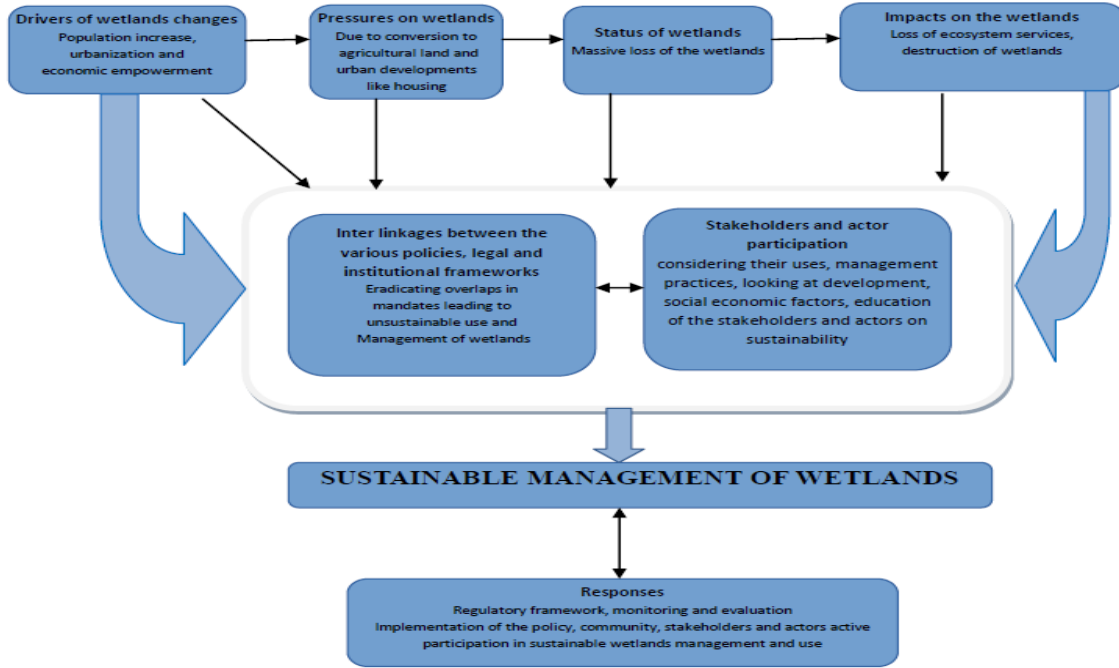 Drivers of wetlands changes
Population increase,
urbanization and
economic empowerment
Pressures on wetlands
Due to conversion to
agricultural land and
urban developments
like housing
Status of wetlands
Massive loss of the wetlands
Impacts on the wetlands
Loss of ecosystem services,
destruction of wetlands
Inter linkages between the
various policies, legal and
institutional frameworks
Eradicating overlaps in
mandates leading to
unsustainable use and
Management of wetlands
Stakeholders and actor
participation
considering their uses, management
practices, looking at development,
social economic factors, education
of the stakeholders and actors on
sustainability
SUSTAINABLE MANAGEMENT OF WETLANDS
Responses
Regulatory framework, monitoring and evaluation
Implementation of the policy, community, stakeholders and actors active
participation in sustainable wetlands management and use